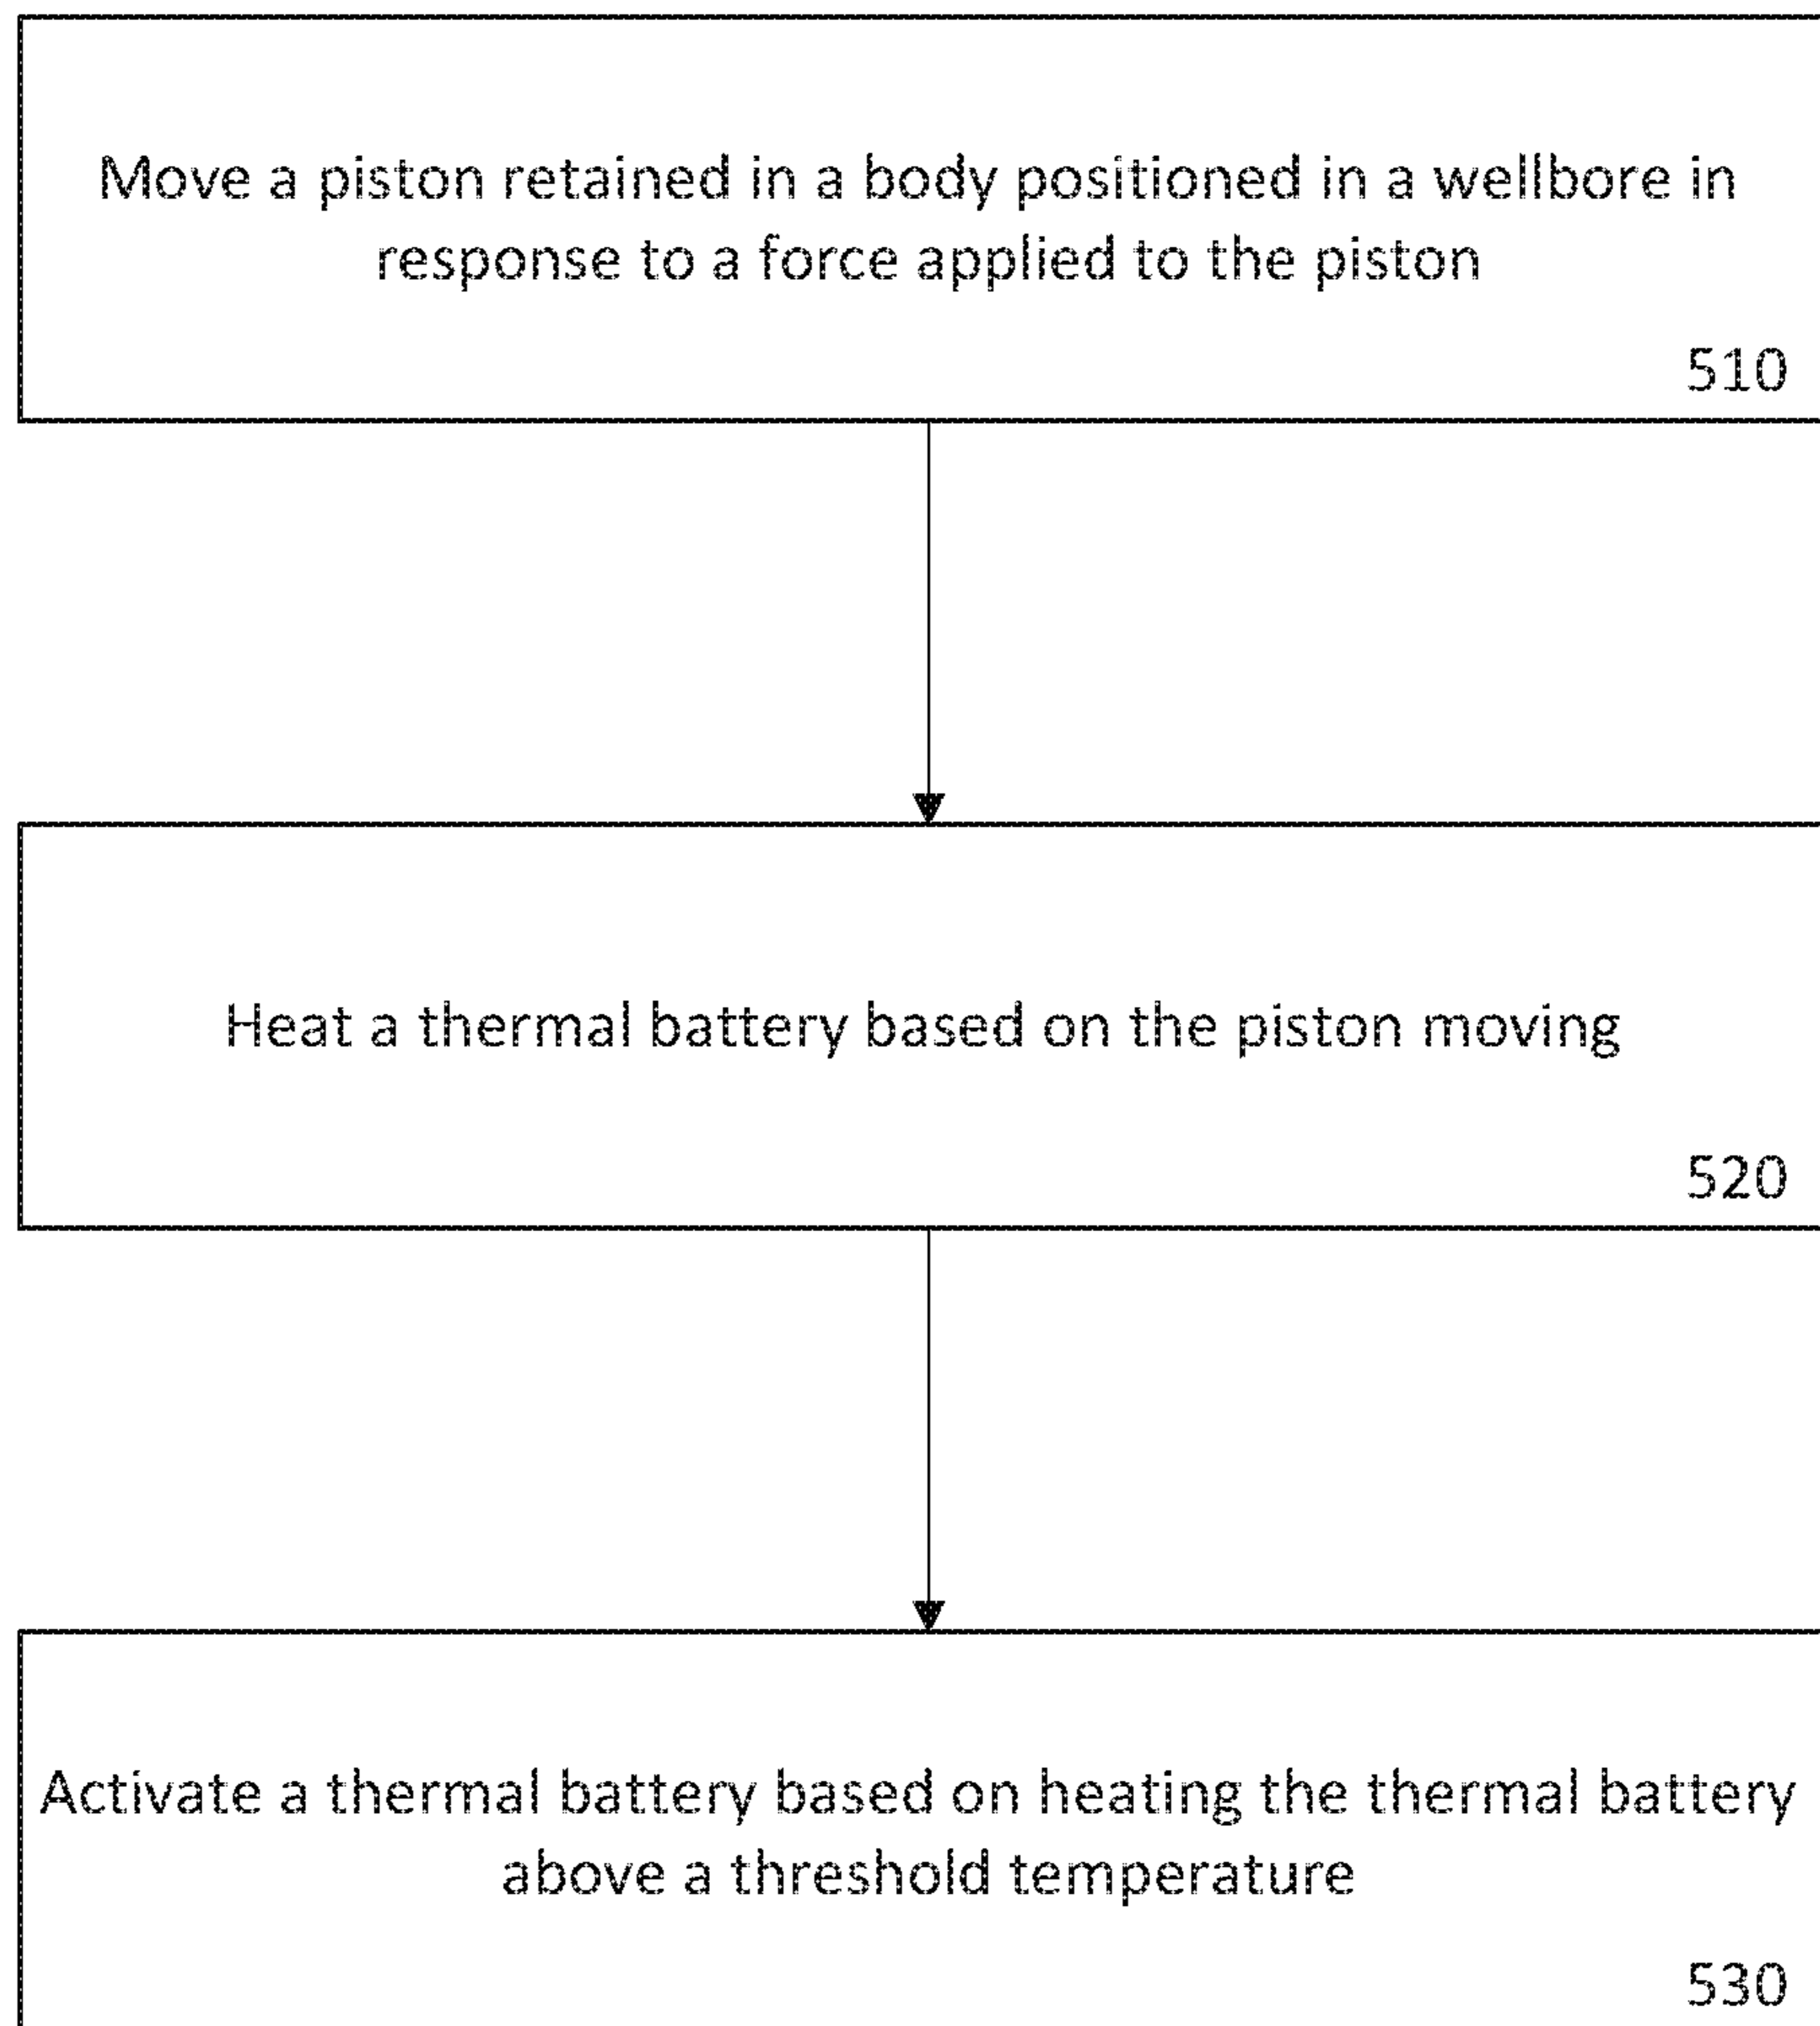 Move a piston retained in a body positioned in a wellbore in
response to a force applied to the piston
510
Heat a thermal battery based on the piston moving
520
Activate a thermal battery based on heating the thermal battery
above a threshold temperature
530